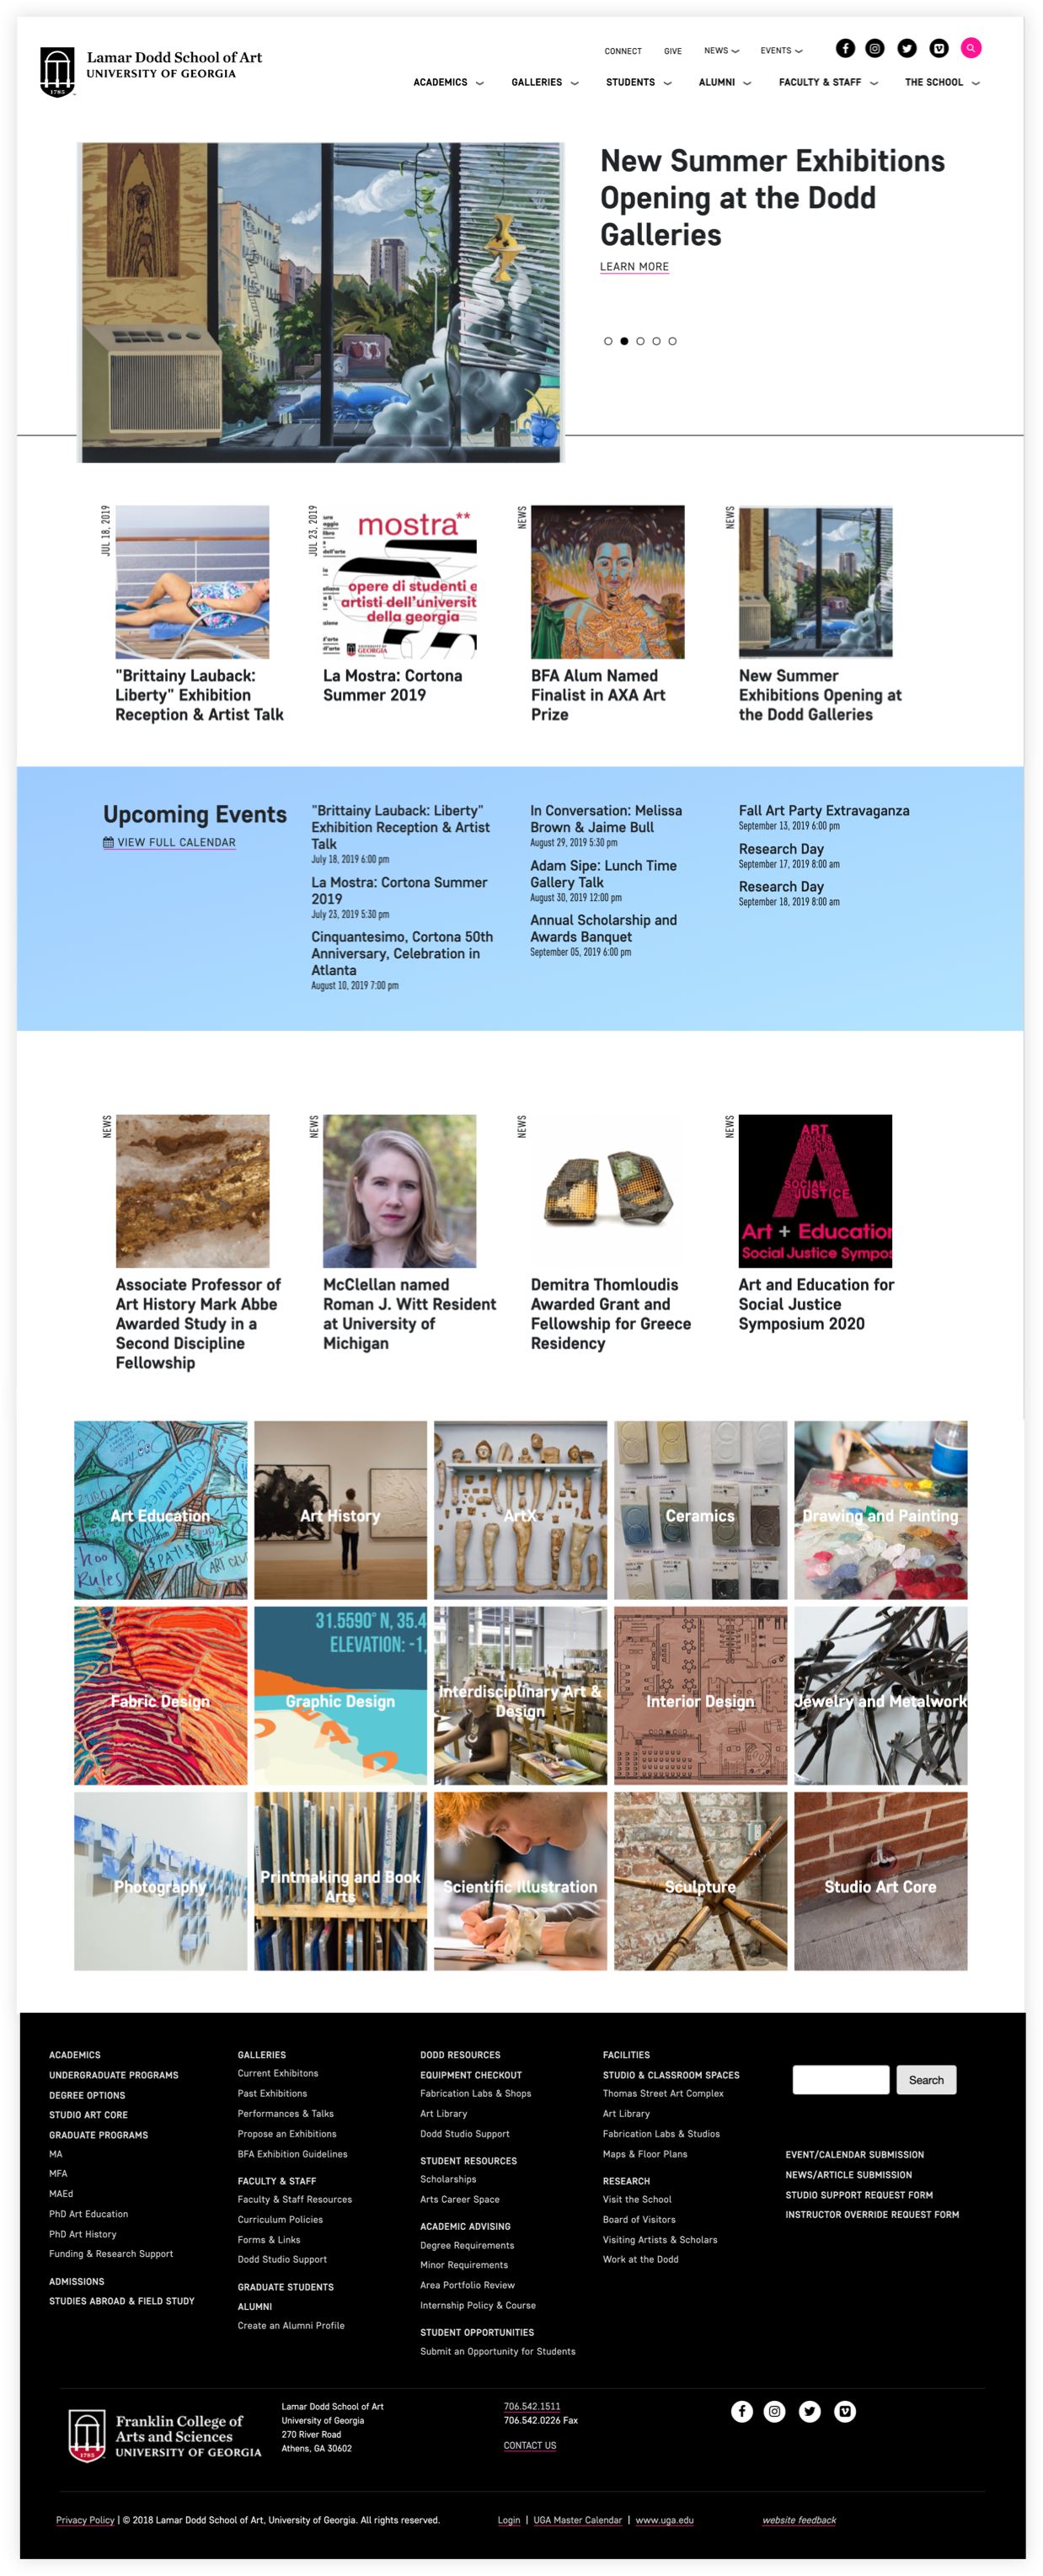 Lamar Dodd School of Art
UNIVERSITY OF GEORGIA
1785
CONNECT GIVE NEWS EVENTS
ACADEMICS GALLERIES STUDENTS ALUMNI FACULTY & STAFF THE SCHOOL
New Summer Exhibitions
Opening at the Dodd
Galleries
LEARN MORE
JUL 18, 2019
"Brittainy Lauback:
Liberty" Exhibition
Reception & Artist Talk
JUL 23, 2019
mostra**
opere di studenti e
artisti dell'universit
della georgia
GEORGIA
La Mostra: Cortona
Summer 2019
NEWS
BFA Alum Named
Finalist in AXA Art
Prize
NEWS
New Summer
Exhibitions Opening at
the Dodd Galleries
Upcoming Events
VIEW FULL CALENDAR
"Brittainy Lauback: Liberty"
Exhibition Reception & Artist
Talk
July 18, 2019 6:00 pm
La Mostra: Cortona Summer
2019
July 23, 2019 5:30 pm
Cinquantesimo, Cortona 50th
Anniversary, Celebration in
Atlanta
August 10, 2019 7:00 pm
In Conversation: Melissa
Brown & Jaime Bull
August 29, 2019 5:30 pm
Adam Sipe: Lunch Time
Gallery Talk
August 30, 2019 12:00 pm
Annual Scholarship and
Awards Banquet
September 05, 2019 6:00 pm
Fall Art Party Extravaganza
September 13, 2019 6:00 pm
Research Day
September 17, 2019 8:00 am
Research Day
September 18, 2019 8:00 am
NEWS
Associate Professor of
Art History Mark Abbe
Awarded Study in a
Second Discipline
Fellowship
NEWS
McClellan named
Roman J. Witt Resident
at University of
Michigan
NEWS
Demitra Thomloudis
Awarded Grant and
Fellowship for Greece
Residency
NEWS
ART
VOICES
SOCIAL
JUSTICE
Art + Education
Social Justice Sympos
Art and Education for
Social Justice
Symposium 2020
Art Education
Rules
Art History
ArtX
Ceramics
Drawing and Painting
Fabric Design
31.5590° N, 35.4
ELEVATION: -1,
Graphic Design
Interdisciplinary Art &
Design
Interior Design
Jewelry and Metalwork
Photography
Printmaking and Book
Arts
Scientific Illustration
Sculpture
Studio Art Core
ACADEMICS
UNDERGRADUATE PROGRAMS
DEGREE OPTIONS
STUDIO ART CORE
GRADUATE PROGRAMS
MA
MFA
MAEd
PhD Art Education
PhD Art History
Funding & Research Support
ADMISSIONS
STUDIES ABROAD & FIELD STUDY
GALLERIES
Current Exhibitons
Past Exhibitions
Performances & Talks
Propose an Exhibitions
BFA Exhibition Guidelines
FACULTY & STAFF
Faculty & Staff Resources
Curriculum Policies
Forms & Links
Dodd Studio Support
GRADUATE STUDENTS
ALUMNI
Create an Alumni Profile
DODD RESOURCES
EQUIPMENT CHECKOUT
Fabrication Labs & Shops
Art Library
Dodd Studio Support
STUDENT RESOURCES
Scholarships
Arts Career Space
ACADEMIC ADVISING
Degree Requirements
Minor Requirements
Area Portfolio Review
Internship Policy & Course
STUDENT OPPORTUNITIES
Submit an Opportunity for Students
FACILITIES
STUDIO & CLASSROOM SPACES
Thomas Street Art Complex
Art Library
Fabrication Labs & Studios
Maps & Floor Plans
RESEARCH
Visit the School
Board of Visitors
Visiting Artists & Scholars
Work at the Dodd
Search
EVENT/CALENDAR SUBMISSION
NEWS/ARTICLE SUBMISSION
STUDIO SUPPORT REQUEST FORM
INSTRUCTOR OVERRIDE REQUEST FORM
1785
Franklin College of
Arts and Sciences
UNIVERSITY OF GEORGIA
Lamar Dodd School of Art
University of Georgia
270 River Road
Athens, GA 30602
706.542.1511
706.542.0226 Fax
CONTACT US
Privacy Policy | © 2018 Lamar Dodd School of Art, University of Georgia. All rights reserved.
Login | UGA Master Calendar | www.uga.edu
website feedback